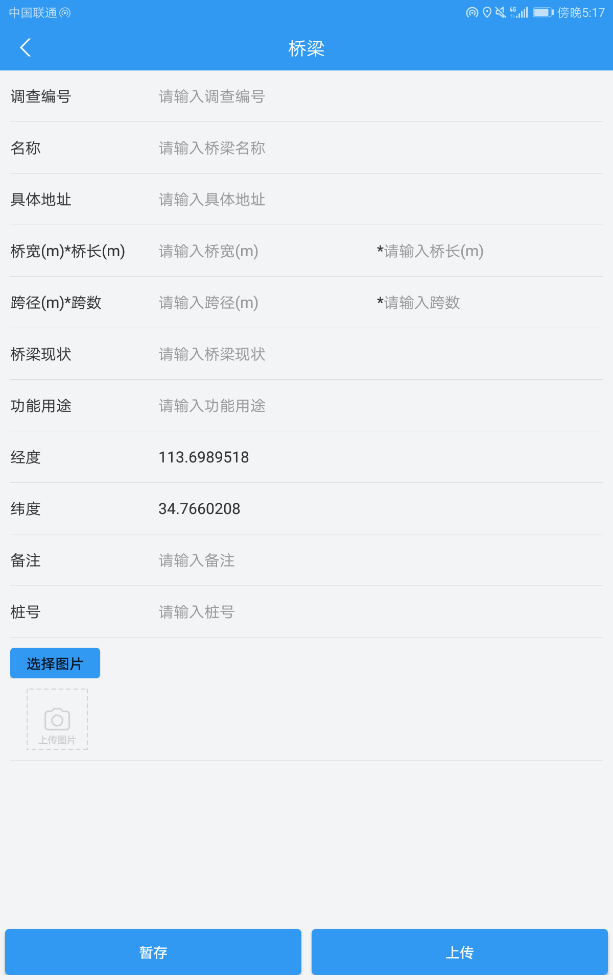 中国联通 傍晚5:17
桥梁
调查编号 请输入调查编号
名称 请输入桥梁名称
具体地址 请输入具体地址
桥宽(m)*桥长(m) 请输入桥宽(m) *请输入桥长(m)
跨径(m)*跨数 请输入跨径(m) *请输入跨数
桥梁现状 请输入桥梁现状
功能用途 请输入功能用途
经度 113.6989518
纬度 34.7660208
备注 请输入备注
桩号 请输入桩号
选择图片
上传图片
暂存 上传